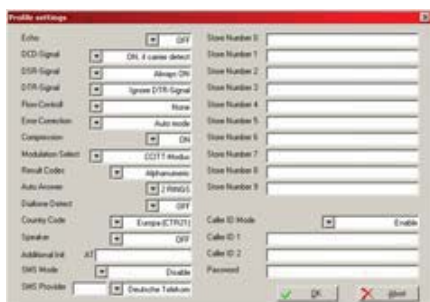 Profile settings
Echo OFF
DCD-Signal ON, if carrier detect
DSR-Signal Always ON
DTR-Signal Ignore DTR-Signal
Flow-Controll None
Error-Correction Auto mode
Compression ON
Modulation Select CCITT-Modus
Result Codes Alphanumeric
Auto Answer 2 RINGS
Dialtone Detect OFF
Country Code Europa (CTR21)
Speaker OFF
Additional Init AT
SMS Mode Disable
SMS Provider Deutsche Telekom
Store Number 0
Store Number 1
Store Number 2
Store Number 3
Store Number 4
Store Number 5
Store Number 6
Store Number 7
Store Number 8
Store Number 9
Caller ID Mode Enable
Caller ID 1
Caller ID 2
Password
OK
Abort